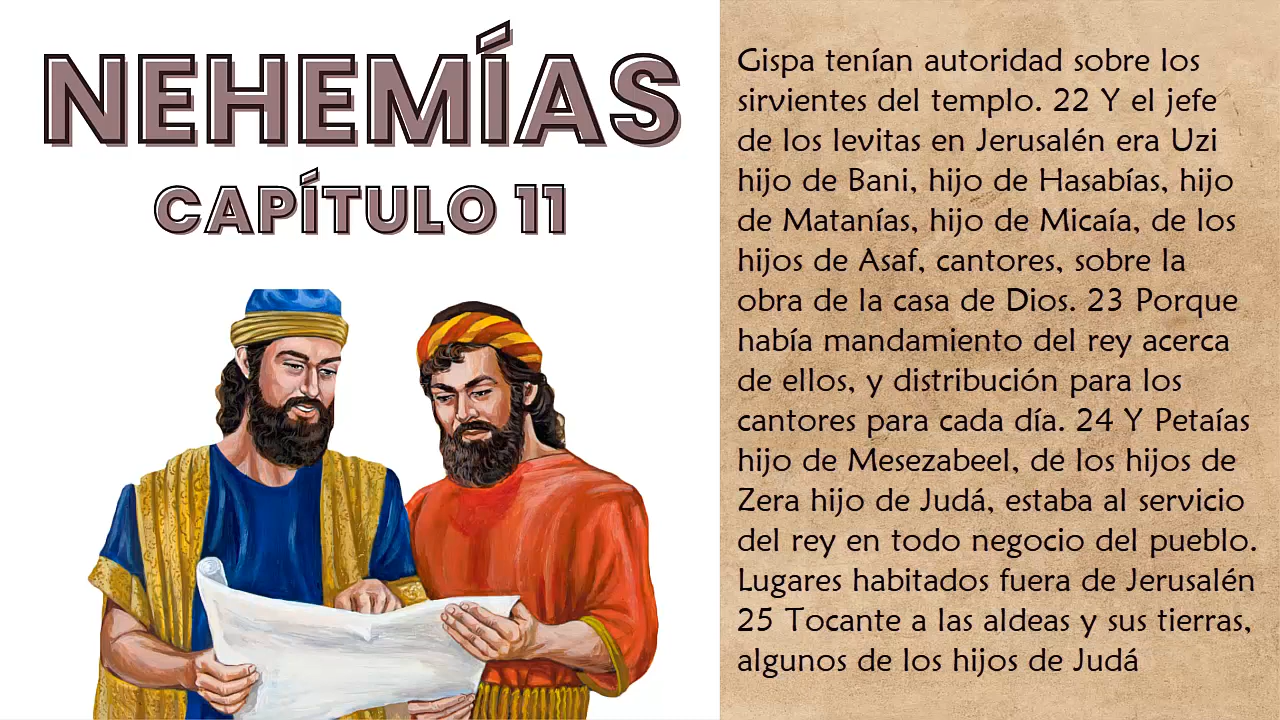 NEHEMÍAS
CAPÍTULO 11
Gispa tenían autoridad sobre los
sirvientes del templo. 22 Y el jefe
de los levitas en Jerusalén era Uzi
hijo de Bani, hijo de Hasabías, hijo
de Matanías, hijo de Micaía, de los
hijos de Asaf, cantores, sobre la
obra de la casa de Dios. 23 Porque
había mandamiento del rey acerca
de ellos, y distribución para los
cantores para cada día. 24 Y Petaías
hijo de Mesezabeel, de los hijos de
Zera hijo de Judá, estaba al servicio
del rey en todo negocio del pueblo.
Lugares habitados fuera de Jerusalén
25 Tocante a las aldeas y sus tierras,
algunos de los hijos de Judá